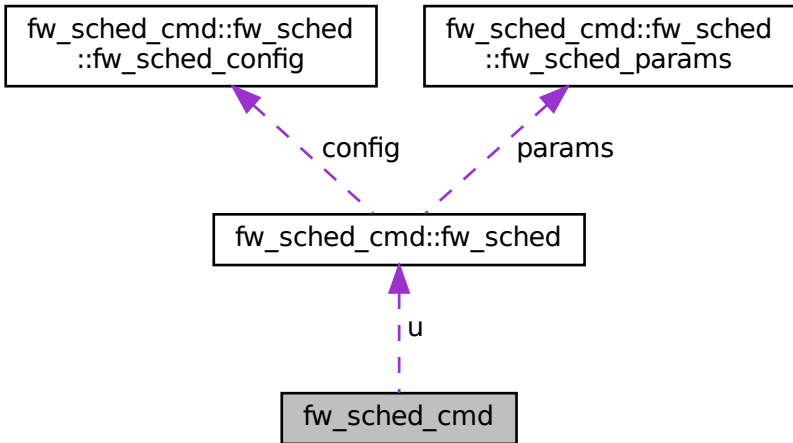 fw_sched_cmd::fw_sched
::fw_sched_config
fw_sched_cmd::fw_sched
::fw_sched_params
config
params
fw_sched_cmd::fw_sched
u
fw_sched_cmd